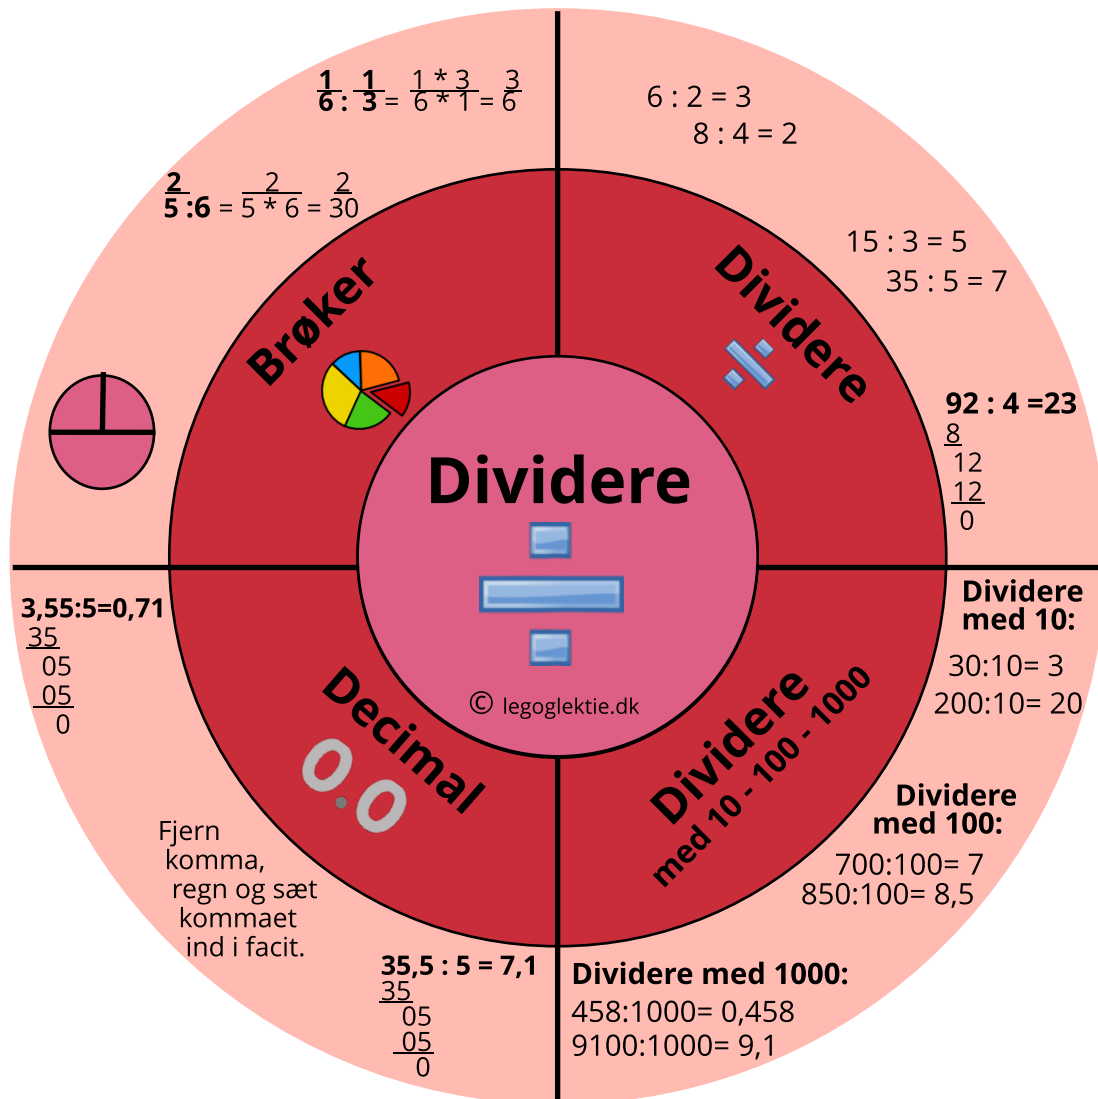 Dividere
© legoglektie.dk
Brøker
1/6 : 1/3 = 1 * 3/6 * 1 = 3/6
2/5 :6 = 2/5 * 6 = 2/30
Dividere
6 : 2 = 3
8 : 4 = 2
15 : 3 = 5
35 : 5 = 7
92 : 4 =23
8
12
12
0
Dividere
med 10 - 100 - 1000
Dividere
med 10:
30:10= 3
200:10= 20
Dividere
med 100:
700:100= 7
850:100= 8,5
Dividere med 1000:
458:1000= 0,458
9100:1000= 9,1
Decimal
0.0
3,55:5=0,71
35
05
05
0
Fjern
komma,
regn og sæt
kommaet
ind i facit.
35,5 : 5 = 7,1
35
05
05
0